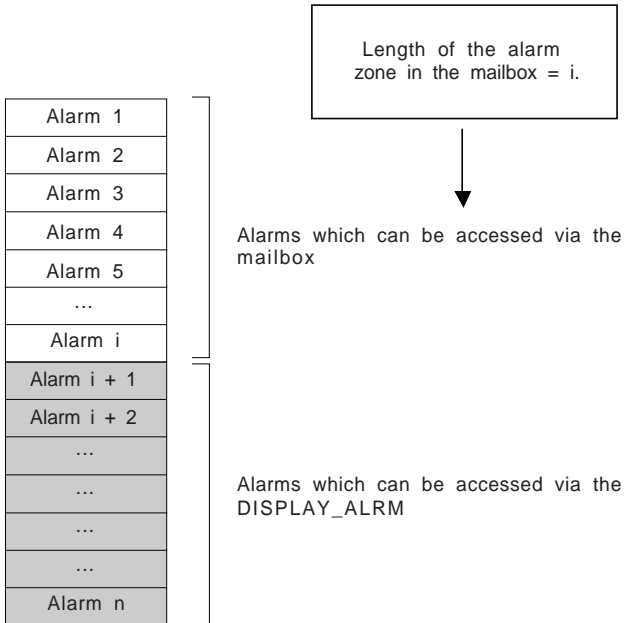 Length of the alarm
zone in the mailbox = i.
Alarm 1
Alarm 2
Alarm 3
Alarm 4
Alarm 5
...
Alarm i
Alarms which can be accessed via the
mailbox
Alarm i + 1
Alarm i + 2
...
...
...
...
Alarm n
Alarms which can be accessed via the
DISPLAY_ALRM